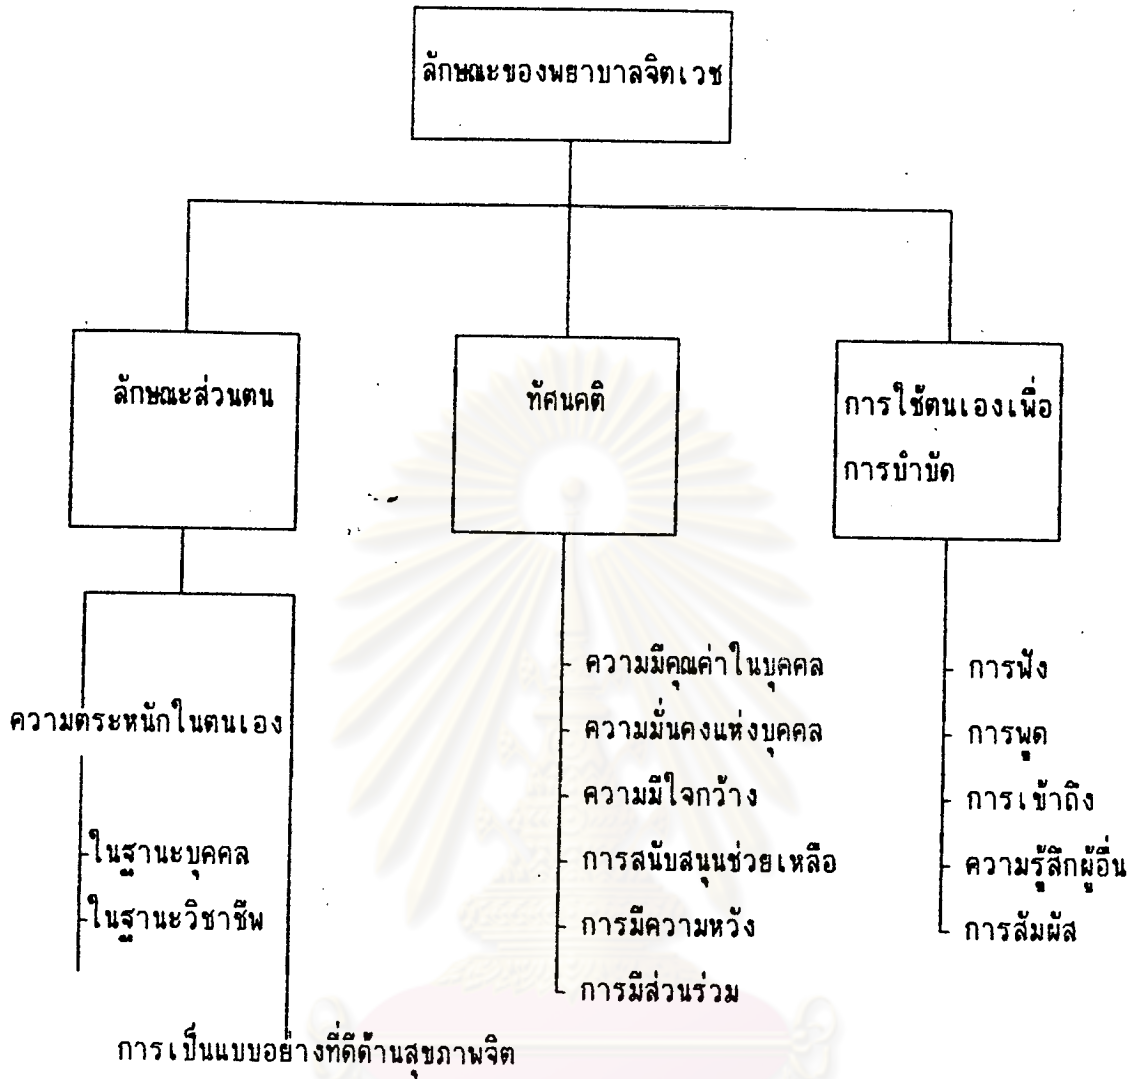 ลักษณะของพยาบาลจิตเวช
ลักษณะส่วนตน
ทัศนคติ
การใช้ตนเองเพื่อ
การบำบัด
ความตระหนักในตนเอง
ในฐานะบุคคล
ในฐานะวิชาชีพ
การเป็นแบบอย่างที่ดีด้านสุขภาพจิต
- ความมีคุณค่าในบุคคล
- ความมั่นคงแห่งบุคคล
- ความมีใจกว้าง
- การสนับสนุนช่วยเหลือ
- การมีความหวัง
- การมีส่วนร่วม
- การฟัง
- การพูด
- การเข้าถึง
- ความรู้สึกผู้อื่น
- การสัมผัส